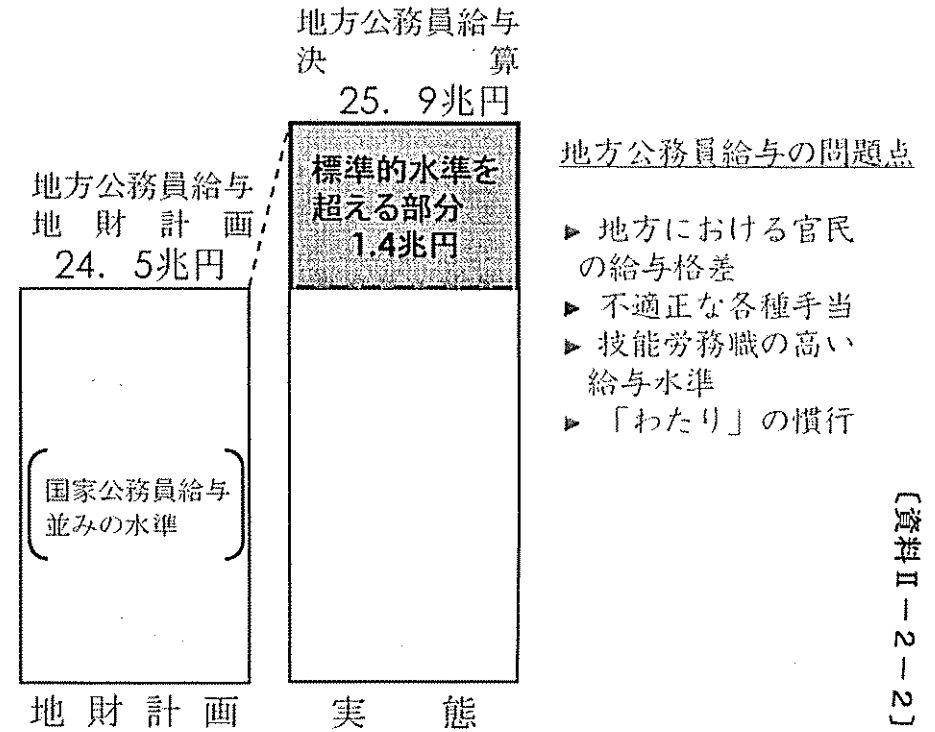 地方公務員給与
決算
25．9兆円
標準的水準を
超える部分
1.4兆円
地方公務員給与
地財計画
24．5兆円
国家公務員給与
並みの水準
地財計画
実態
地方公務員給与の問題点
▶ 地方における官民
の給与格差
▶ 不適正な各種手当
▶ 技能労務職の高い
給与水準
▶ 「わたり」の慣行
〔資料Ⅱ－2－2〕